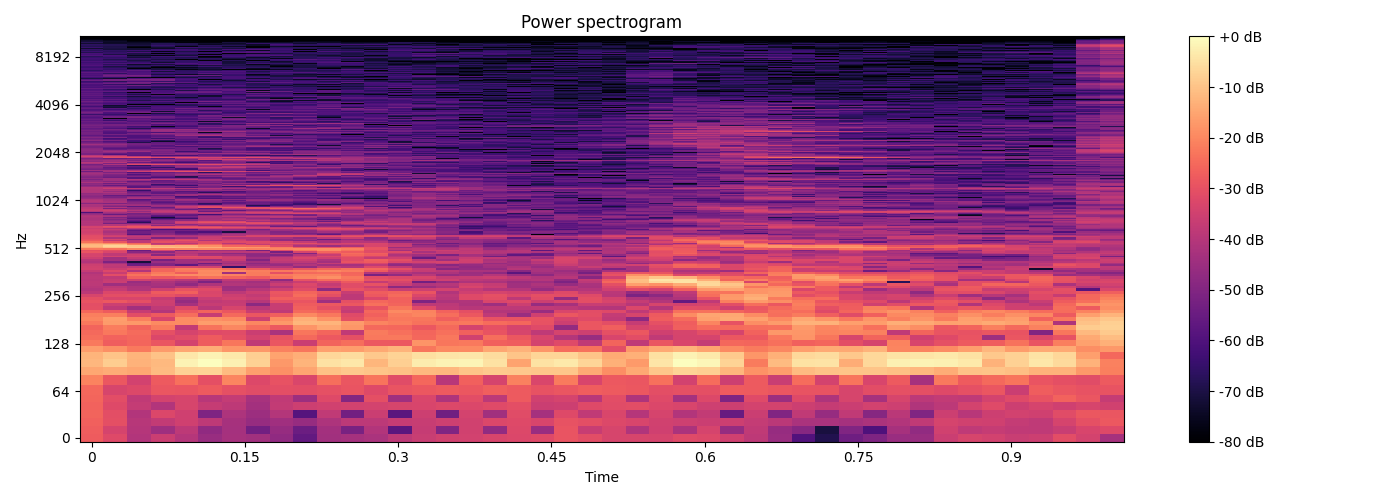 Power spectrogram
Hz
8192
4096
2048
1024
512
256
128
64
0
0 0.15 0.3 0.45 0.6 0.75 0.9
Time
+0 dB
-10 dB
-20 dB
-30 dB
-40 dB
-50 dB
-60 dB
-70 dB
-80 dB